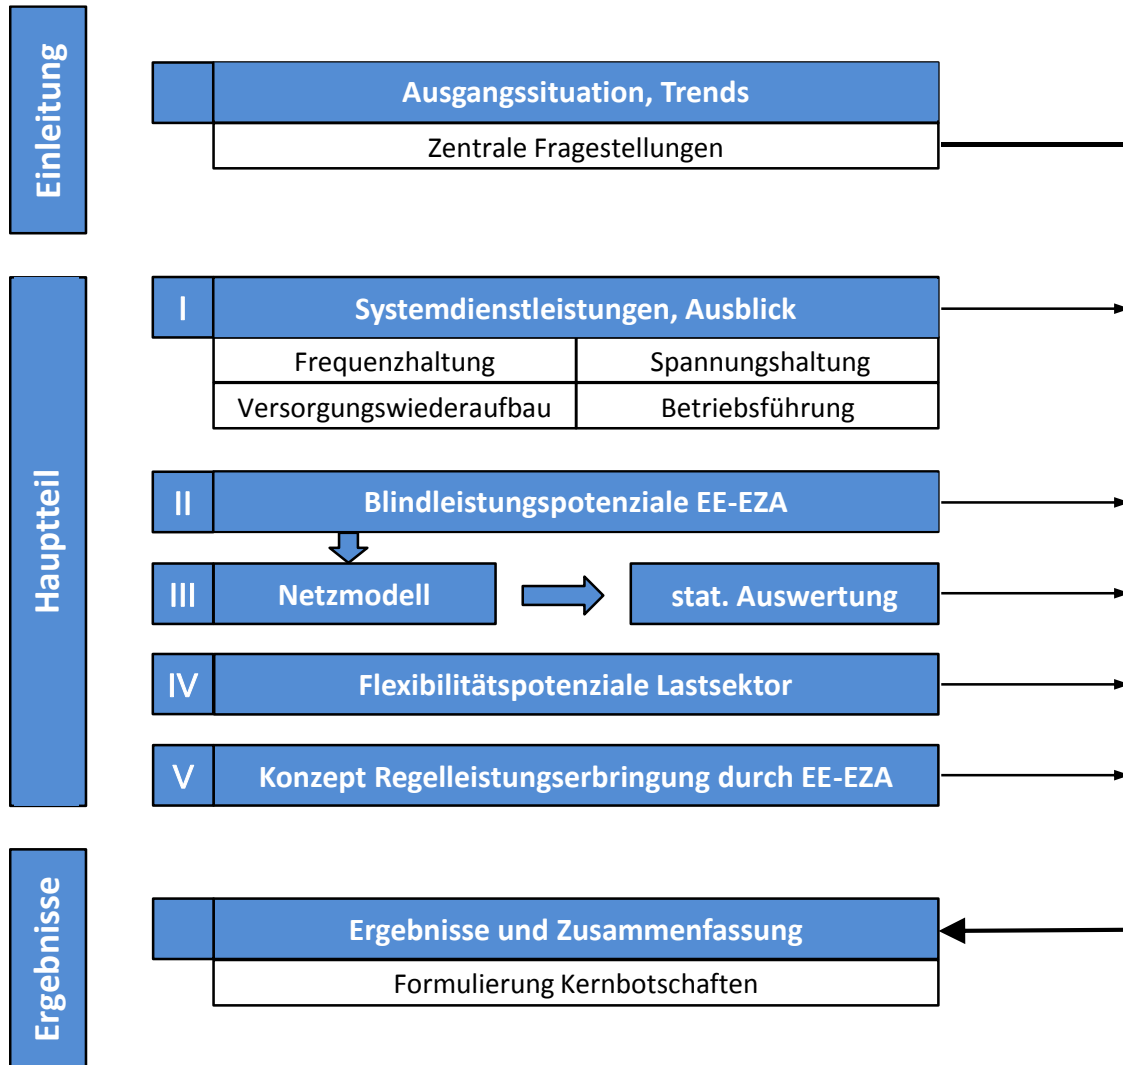 Einleitung
Ausgangssituation, Trends
Zentrale Fragestellungen
Hauptteil
I
Systemdienstleistungen, Ausblick
Frequenzhaltung
Spannungshaltung
Versorgungswiederaufbau
Betriebsführung
II
Blindleistungspotenziale EE-EZA
III
Netzmodell
stat. Auswertung
IV
Flexibilitätspotenziale Lastsektor
V
Konzept Regelleistungserbringung durch EE-EZA
Ergebnisse
Ergebnisse und Zusammenfassung
Formulierung Kernbotschaften